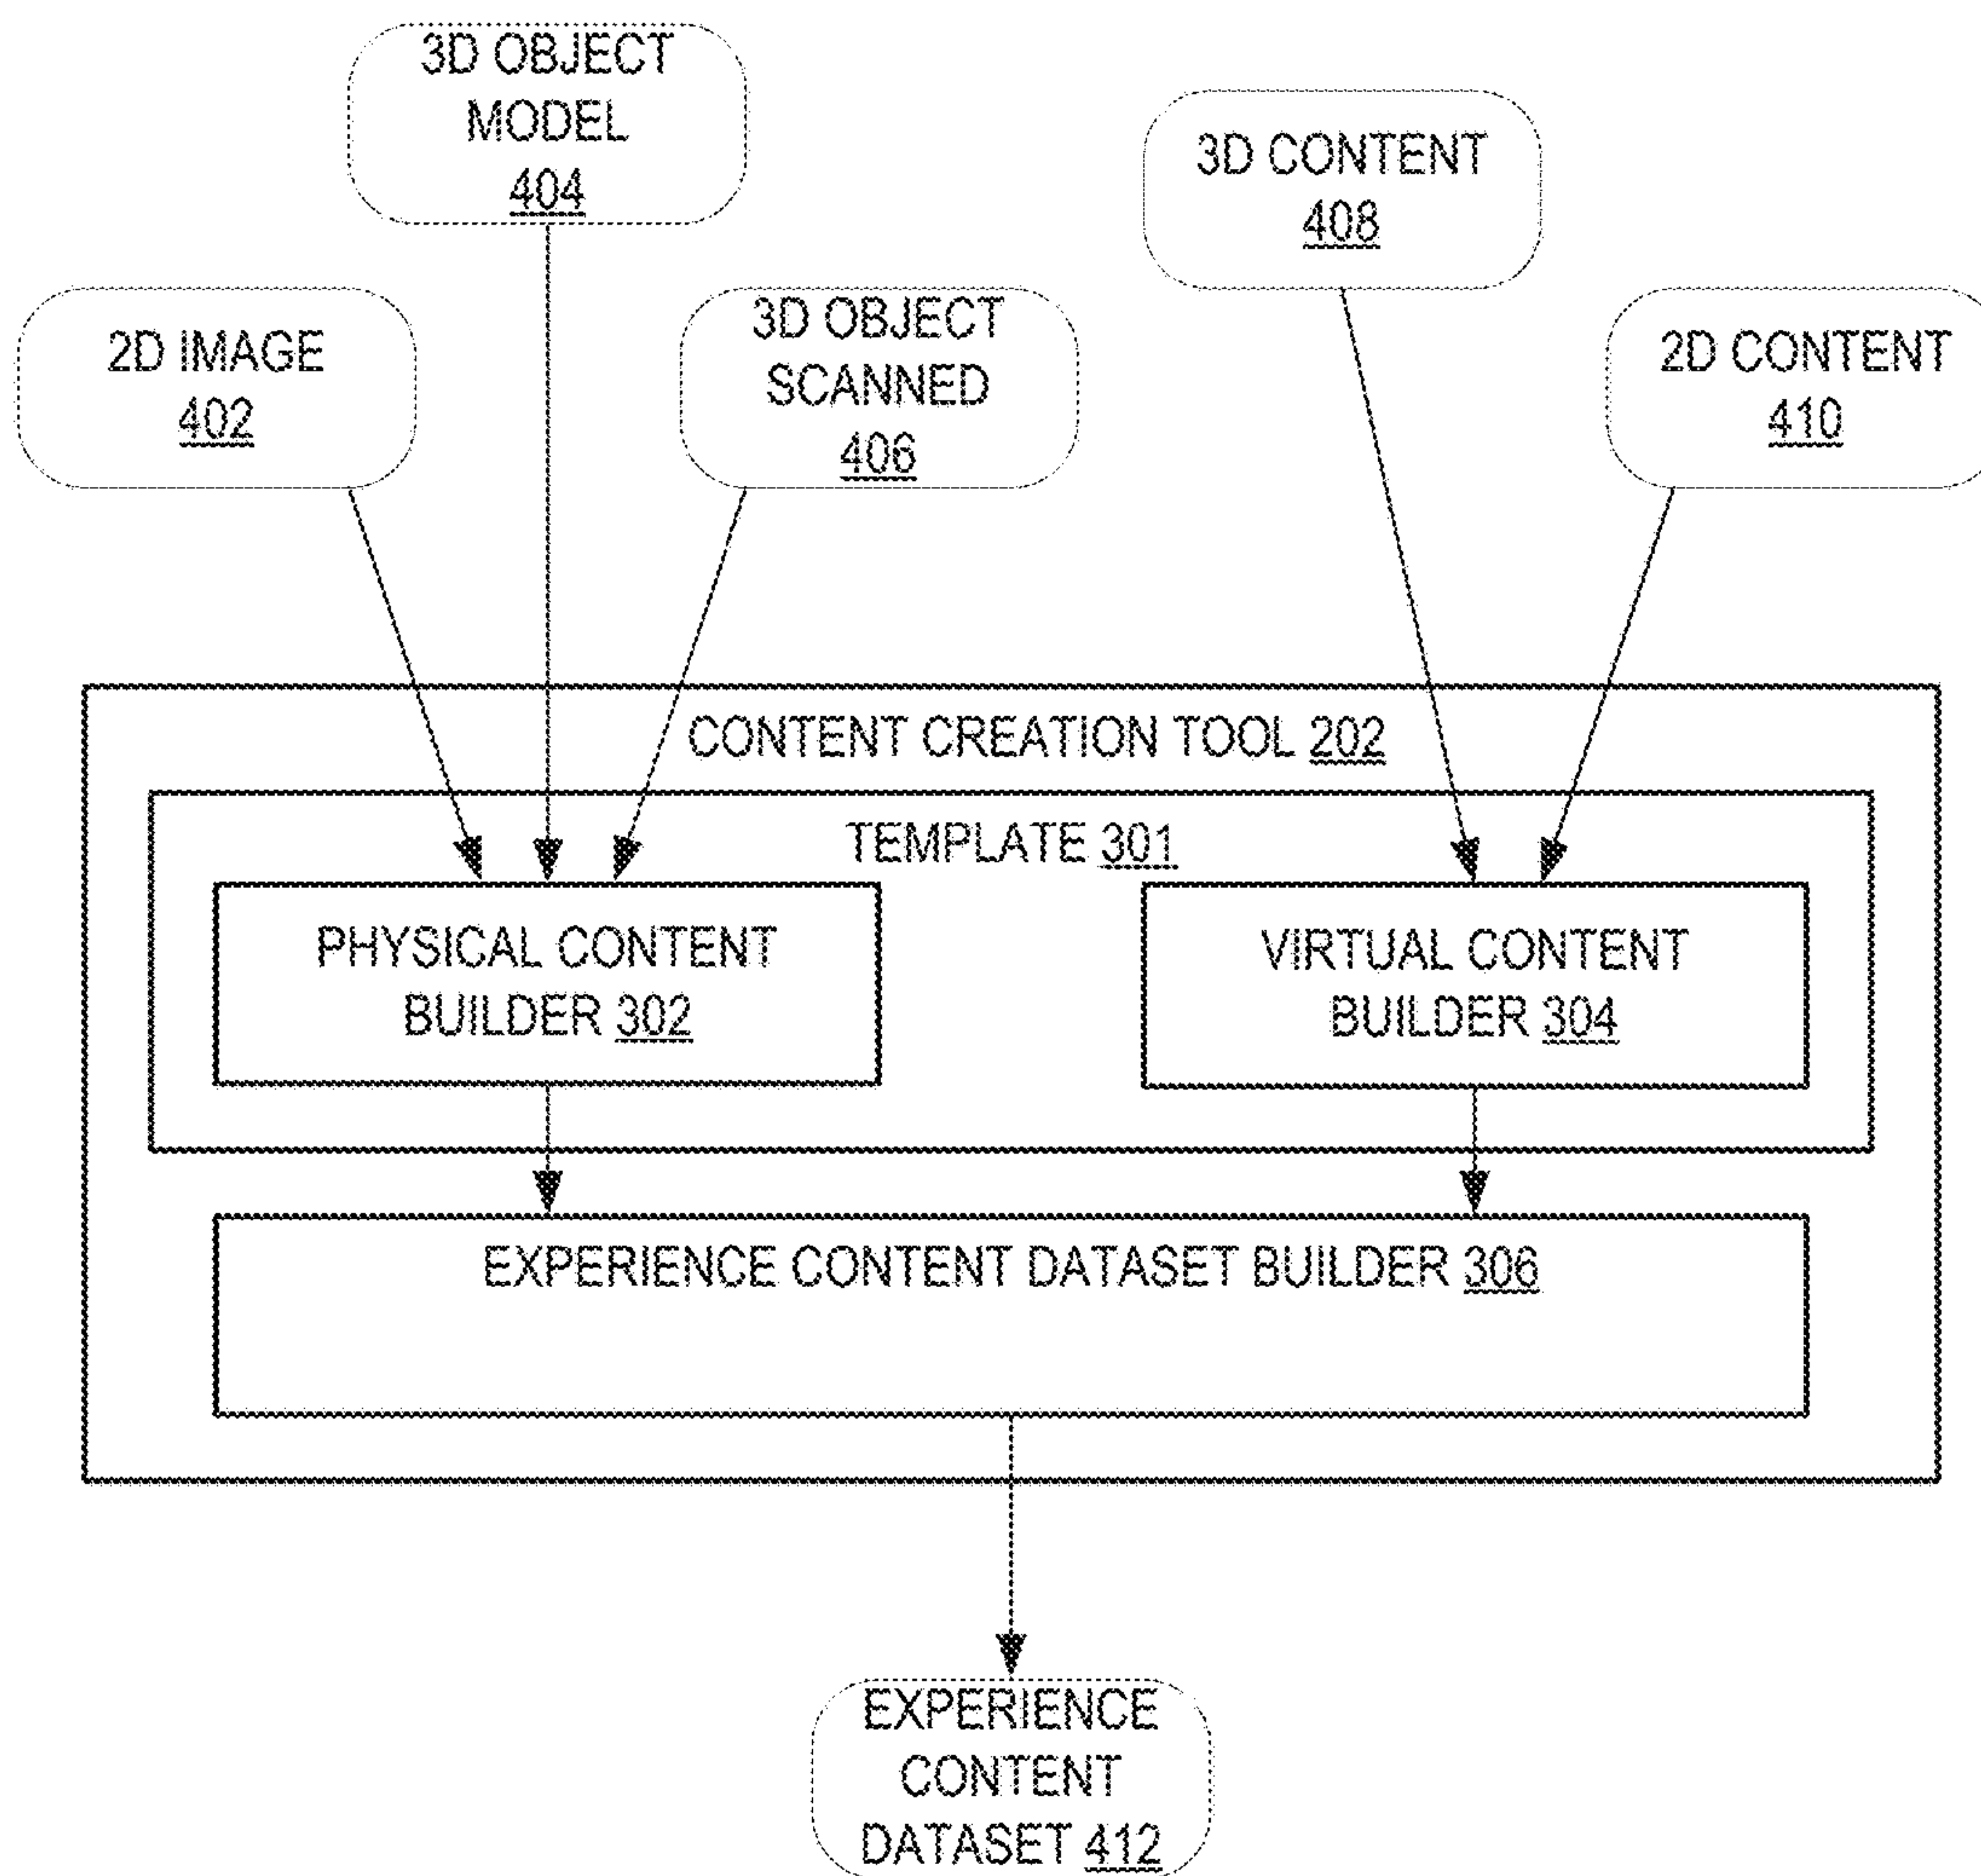 3D OBJECT
MODEL
404
3D CONTENT
408
2D IMAGE
402
3D OBJECT
SCANNED
406
2D CONTENT
410
CONTENT CREATION TOOL 202
TEMPLATE 301
PHYSICAL CONTENT
BUILDER 302
VIRTUAL CONTENT
BUILDER 304
EXPERIENCE CONTENT DATASET BUILDER 306
EXPERIENCE
CONTENT
DATASET 412